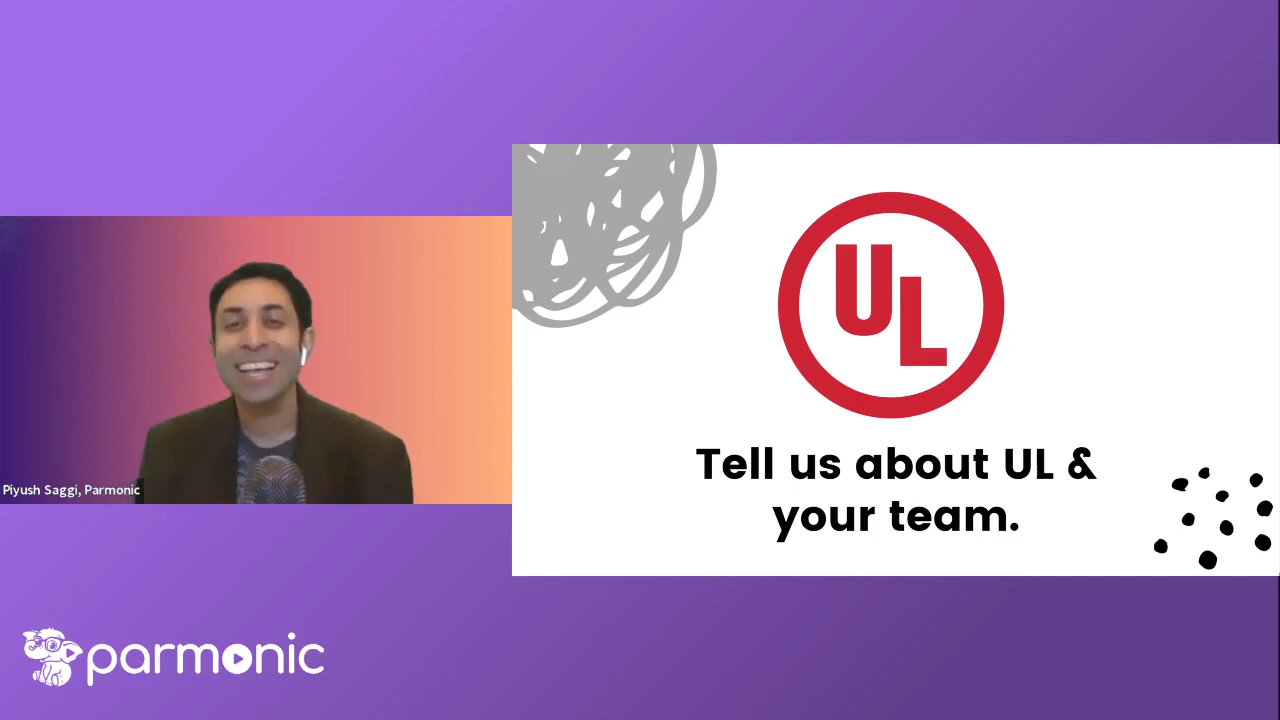 UL
Tell us about UL &
your team.
Piyush Saggi, Parmonic
parmonic